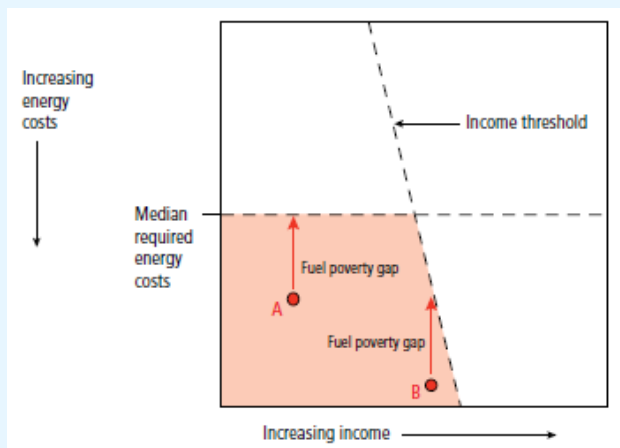 Increasing
energy
costs
Income threshold
Median
required
energy
costs
Fuel poverty gap
A
Fuel poverty gap
B
Increasing income